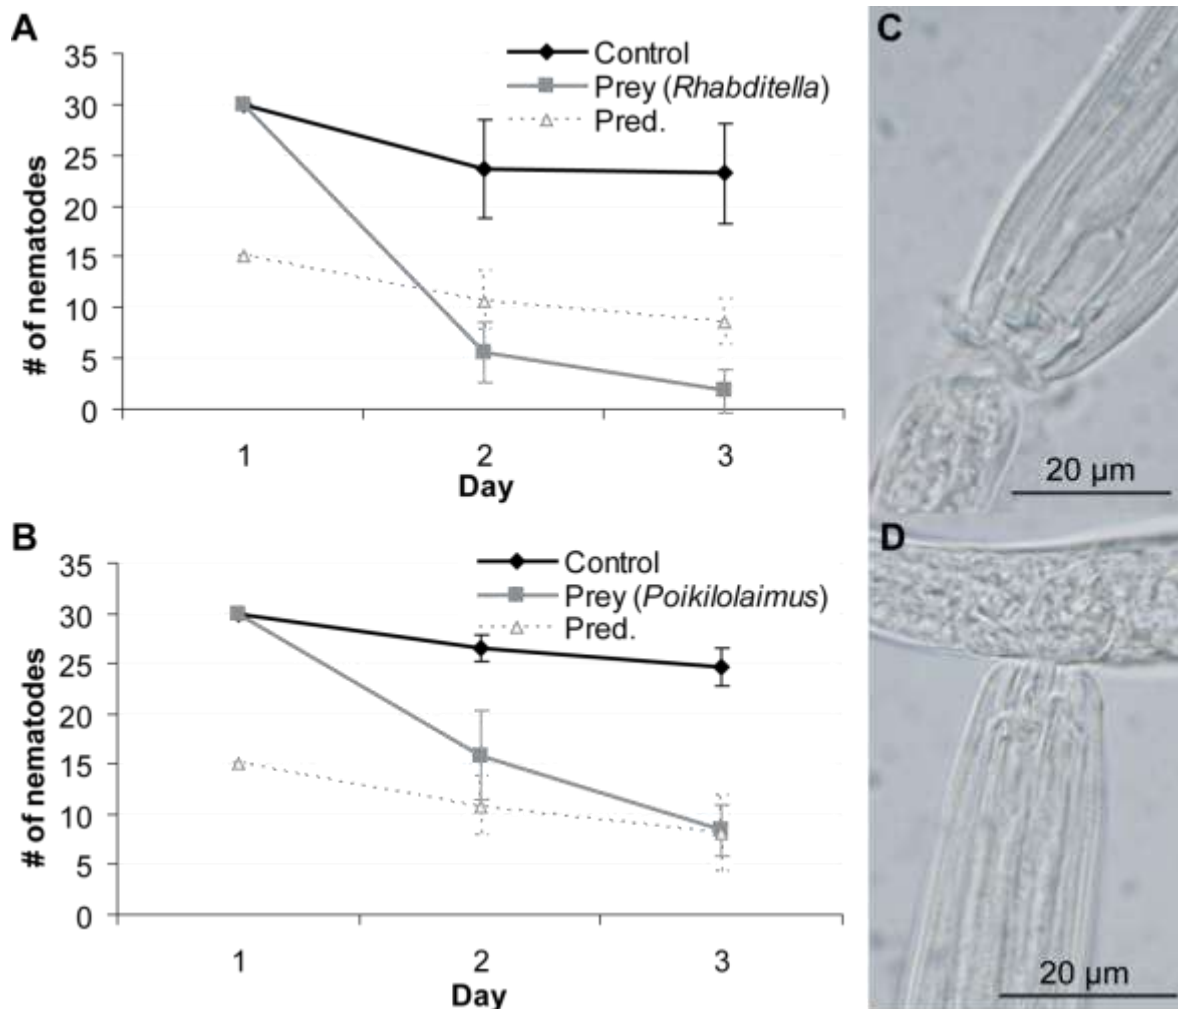 A
Control
Prey (Rhabditella)
Pred.
35
30
25
20
15
10
5
0
# of nematodes
1 2 3
Day
B
Control
Prey (Poikilolaimus)
Pred.
35
30
25
20
15
10
5
0
# of nematodes
1 2 3
Day
C
20 µm
D
20 µm